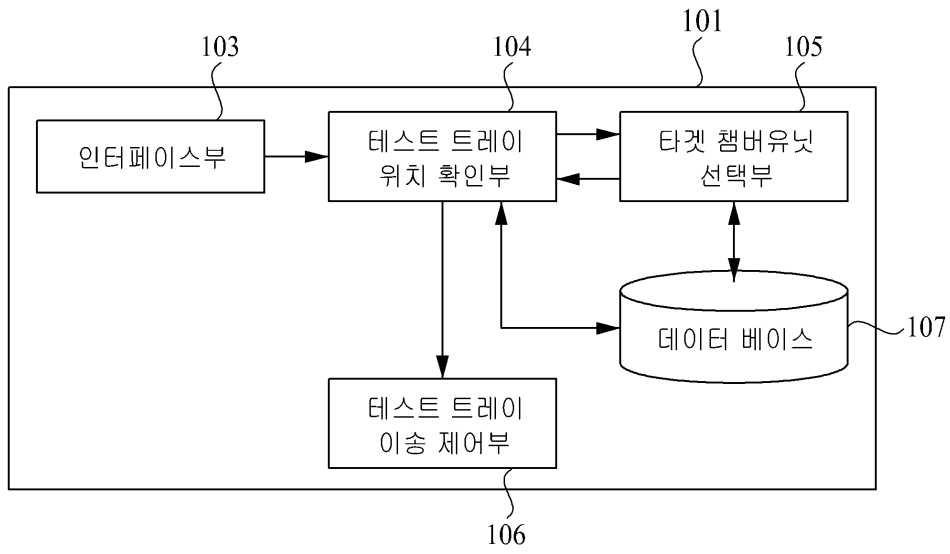 101
103
104
105
인터페이스부
테스트 트레이
위치 확인부
타겟 챔버유닛
선택부
데이터 베이스
107
테스트 트레이
이송 제어부
106